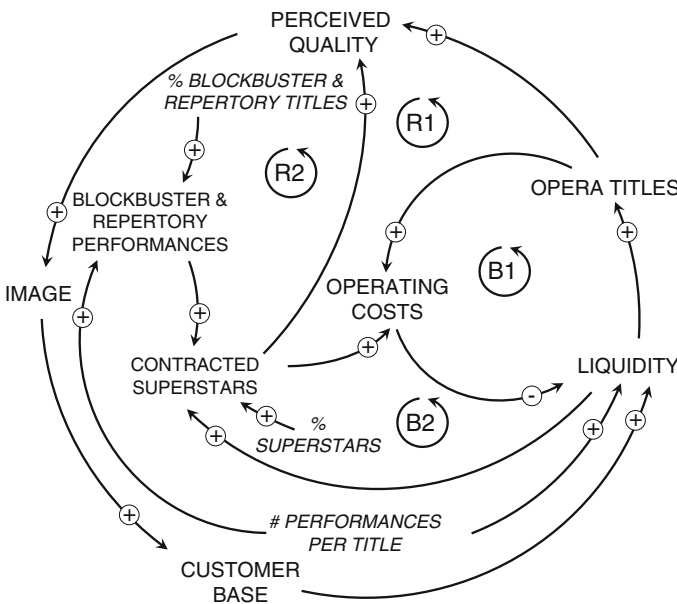 PERCEIVED
QUALITY
+
% BLOCKBUSTER &
REPERTORY TITLES
+
R1
+
R2
OPERA TITLES
BLOCKBUSTER &
REPERTORY
PERFORMANCES
+
+
+
B1
IMAGE
OPERATING
COSTS
+
+
+
LIQUIDITY
CONTRACTED
SUPERSTARS
-
+
%
SUPERSTARS
B2
+
+
+
# PERFORMANCES
PER TITLE
+
CUSTOMER
BASE